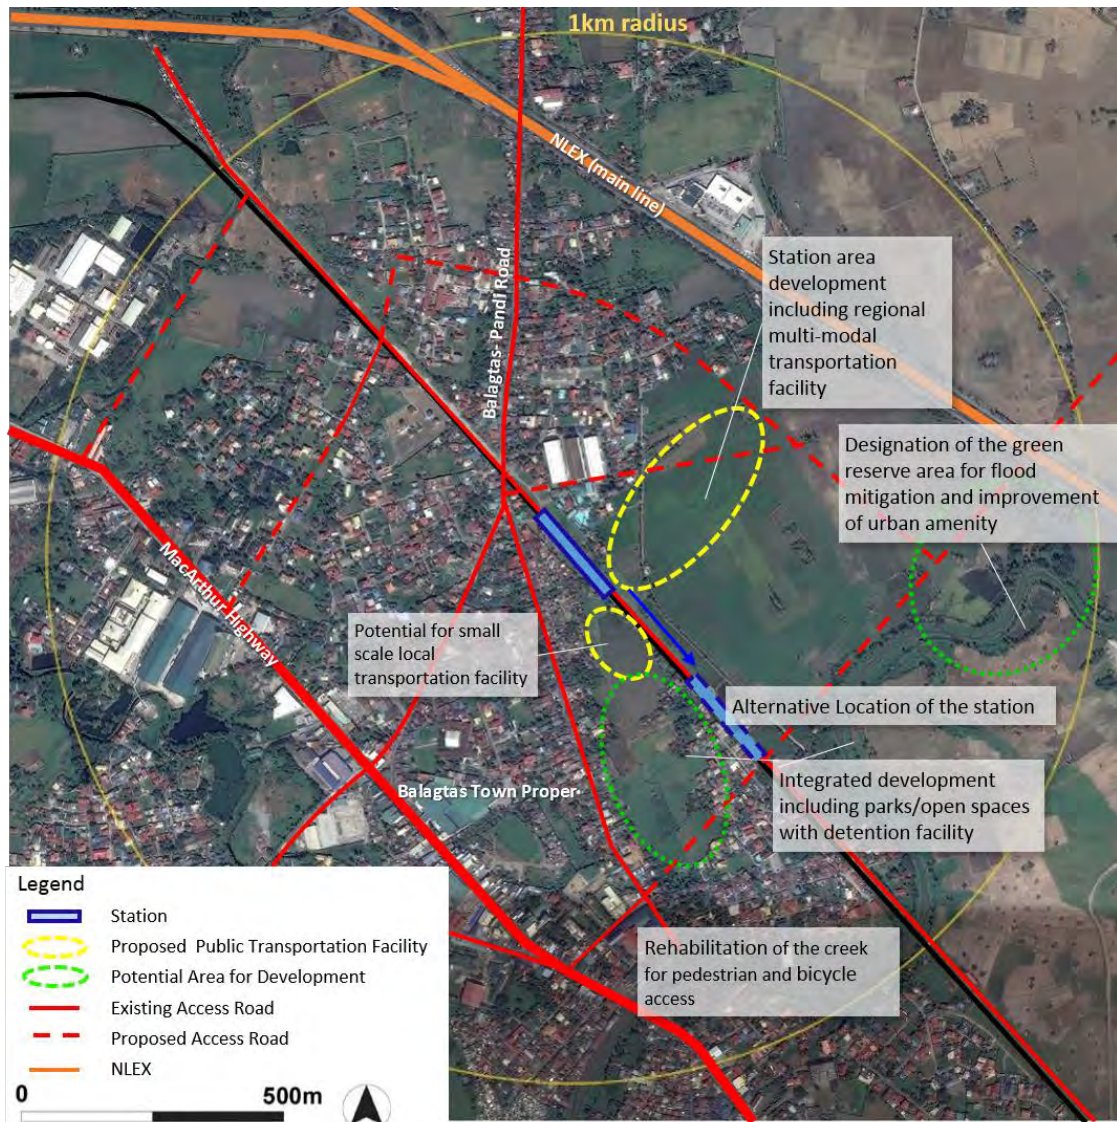 1km radius
NLEX (main line)
Balagtas- Pandi Road
Station area
development
including regional
multi-modal
transportation
facility
Designation of the green
reserve area for flood
mitigation and improvement
of urban amenity
MacArthur Highway
Potential for small
scale local
transportation facility
Alternative Location of the station
Balagtas Town Proper
Integrated development
including parks/open spaces
with detention facility
Rehabilitation of the creek
for pedestrian and bicycle
access
Legend
Station
Proposed Public Transportation Facility
Potential Area for Development
Existing Access Road
Proposed Access Road
NLEX
0 500m